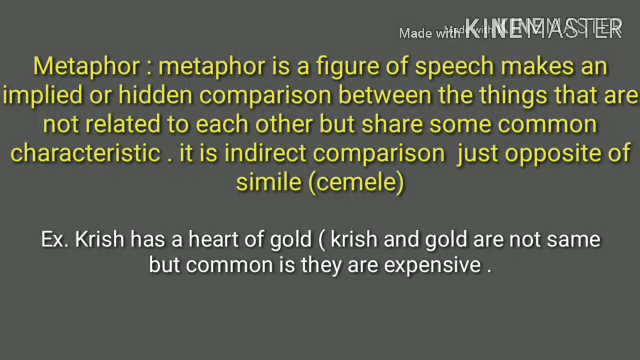 Made with KINEMASTER
Made with KINEMASTER
Metaphor : metaphor is a figure of speech makes an
implied or hidden comparison between the things that are
not related to each other but share some common
characteristic . it is indirect comparison just opposite of
simile (cemele)
Ex. Krish has a heart of gold ( krish and gold are not same
but common is they are expensive .